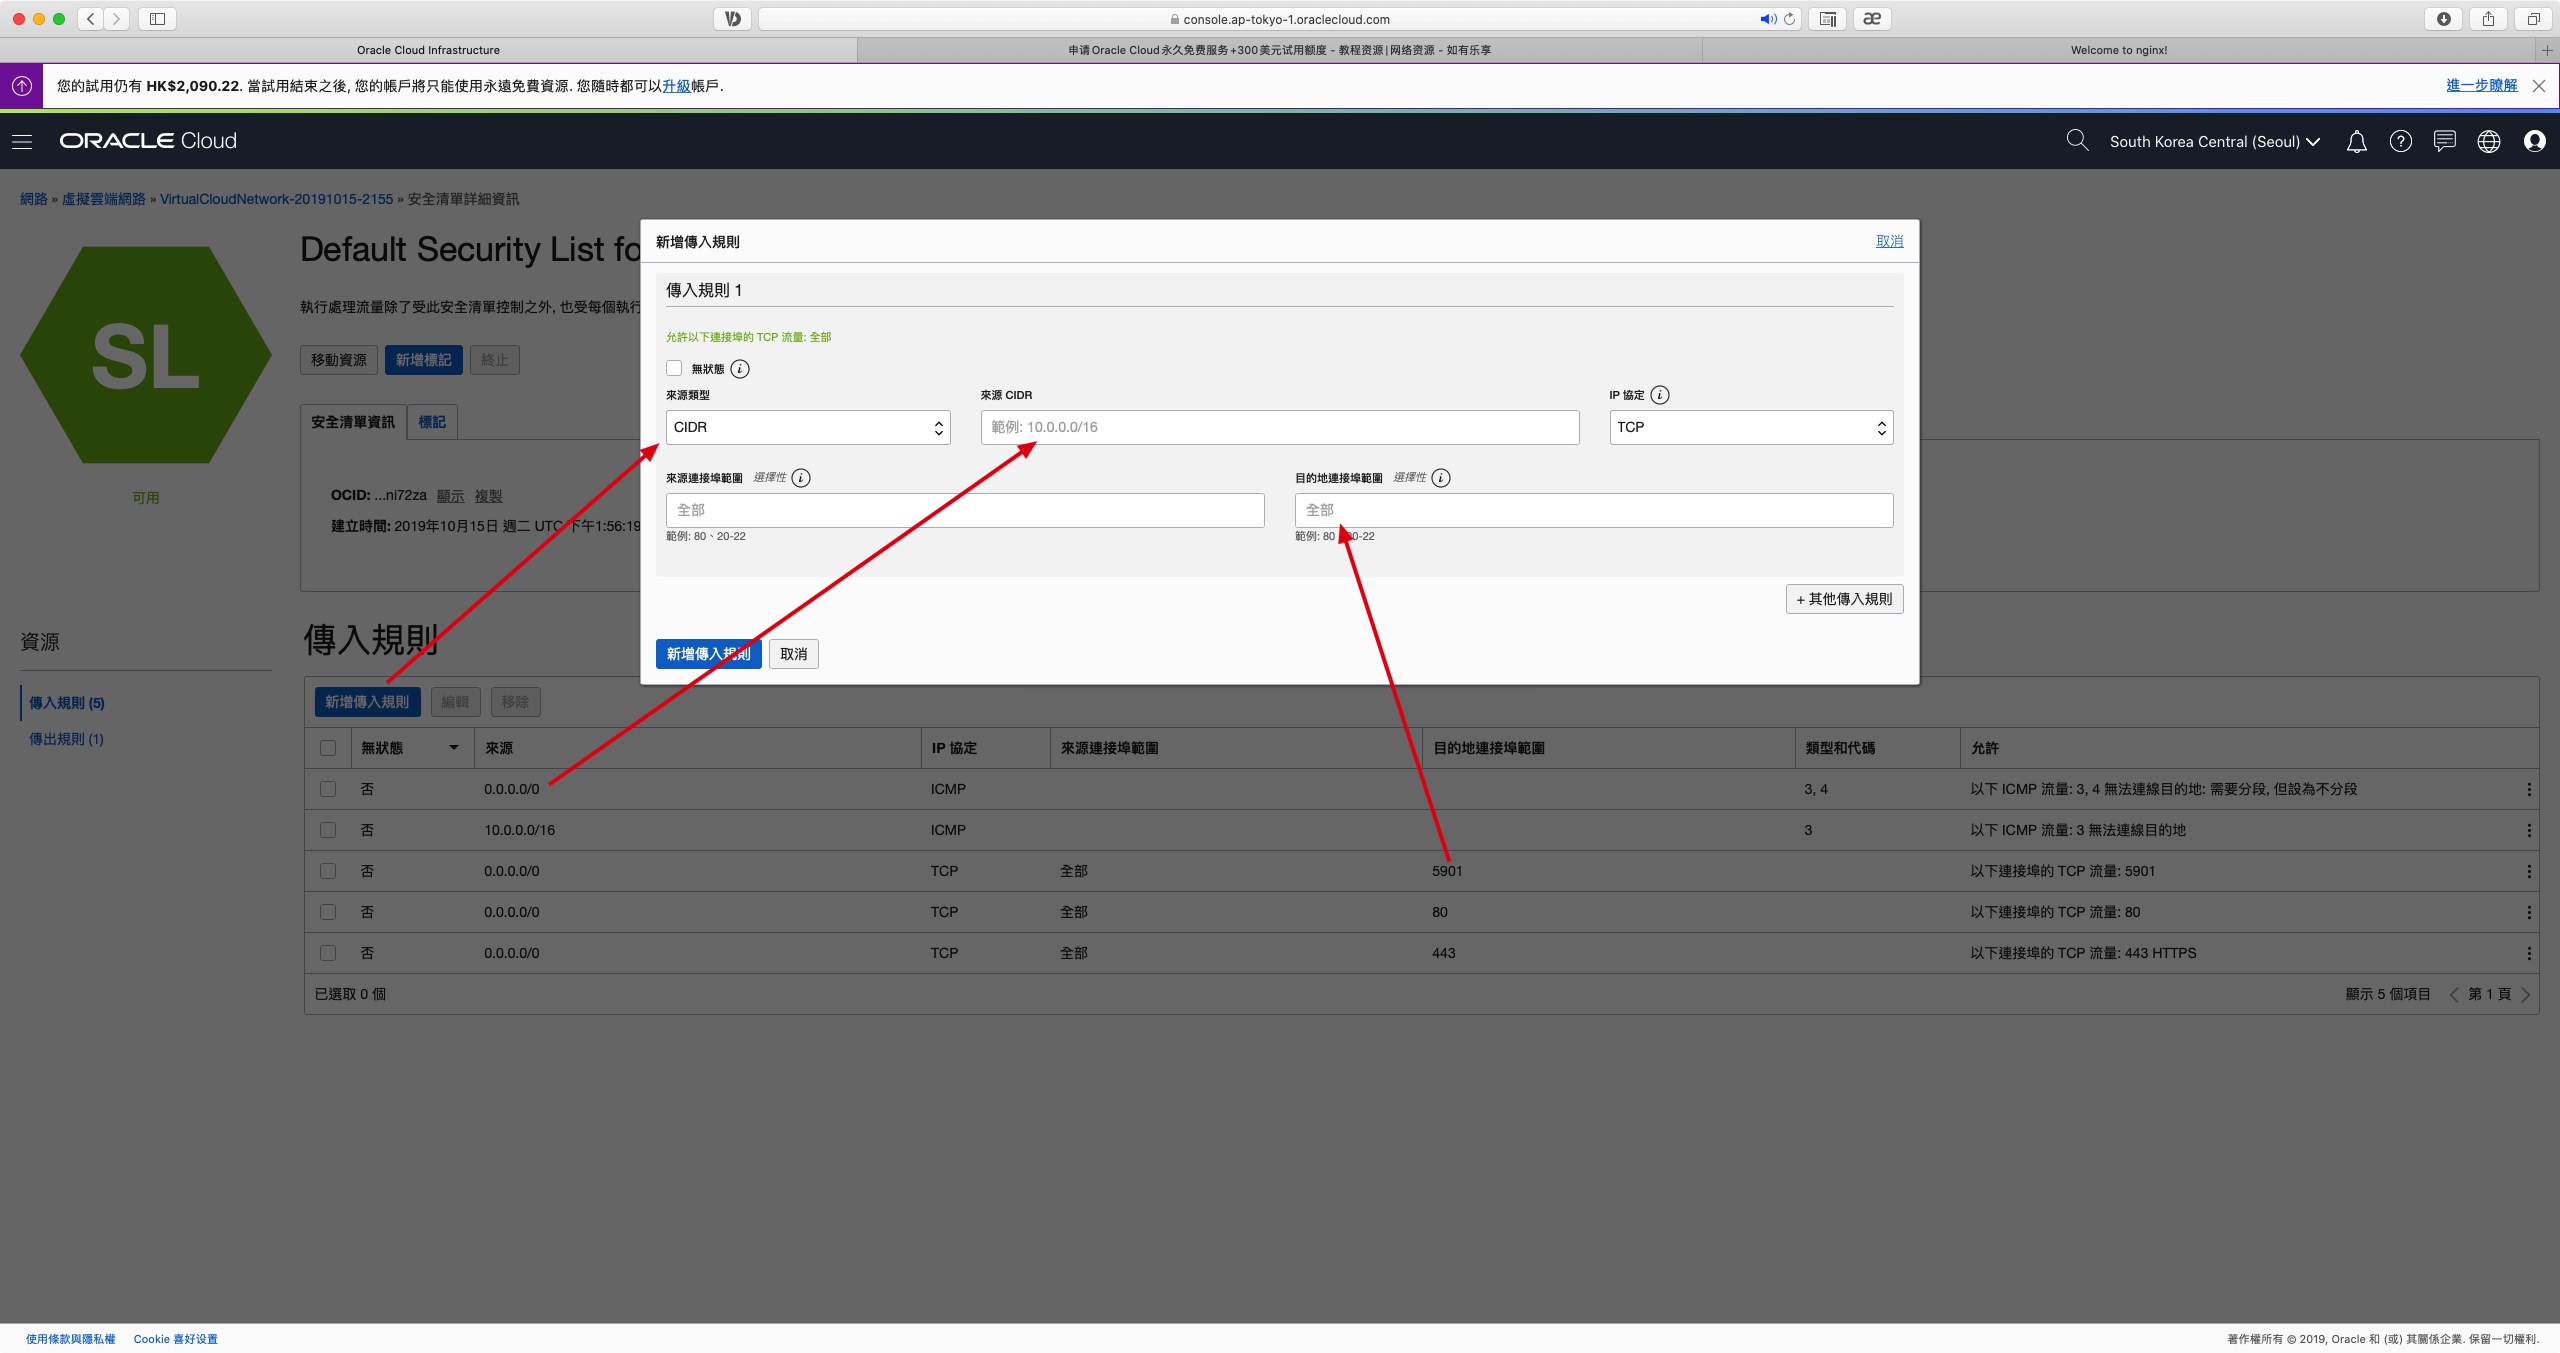 console.ap-tokyo-1.oraclecloud.com
Oracle Cloud Infrastructure
申请Oracle Cloud永久免费服务+300美元试用额度 - 教程资源|网络资源 - 如有乐享
Welcome to nginx!
您的試用仍有 HK$2,090.22. 當試用結束之後, 您的帳戶將只能使用永遠免費資源. 您隨時都可以升級帳戶.
進一步瞭解
ORACLE Cloud
South Korea Central (Seoul)
網路 » 虛擬雲端網路 » VirtualCloudNetwork-20191015-2155 » 安全清單詳細資訊
SL
可用
Default Security List fo
執行處理流量除了受此安全清單控制之外, 也受每個執行
移動資源
新增標記
終止
安全清單資訊
標記
OCID: ...ni72za 顯示 複製
建立時間: 2019年10月15日 週二 UTC 下午1:56:19
新增傳入規則
取消
傳入規則 1
允許以下連接埠的 TCP 流量: 全部
無狀態
來源類型
來源 CIDR
IP 協定
CIDR
範例: 10.0.0.0/16
TCP
來源連接埠範圍 選擇性
目的地連接埠範圍 選擇性
全部
全部
範例: 80、20-22
範例: 80 20-22
+ 其他傳入規則
新增傳入規則
取消
資源
傳入規則 (5)
傳出規則 (1)
傳入規則
新增傳入規則
編輯
移除
無狀態 來源 IP 協定 來源連接埠範圍 目的地連接埠範圍 類型和代碼 允許
否 0.0.0.0/0 ICMP 3, 4 以下 ICMP 流量: 3, 4 無法連線目的地: 需要分段, 但設為不分段
否 10.0.0.0/16 ICMP 3 以下 ICMP 流量: 3 無法連線目的地
否 0.0.0.0/0 TCP 全部 5901 以下連接埠的 TCP 流量: 5901
否 0.0.0.0/0 TCP 全部 80 以下連接埠的 TCP 流量: 80
否 0.0.0.0/0 TCP 全部 443 以下連接埠的 TCP 流量: 443 HTTPS
已選取 0 個
顯示 5 個項目 第 1 頁
使用條款與隱私權
Cookie 喜好设置
著作權所有 © 2019, Oracle 和 (或) 其關係企業. 保留一切權利.